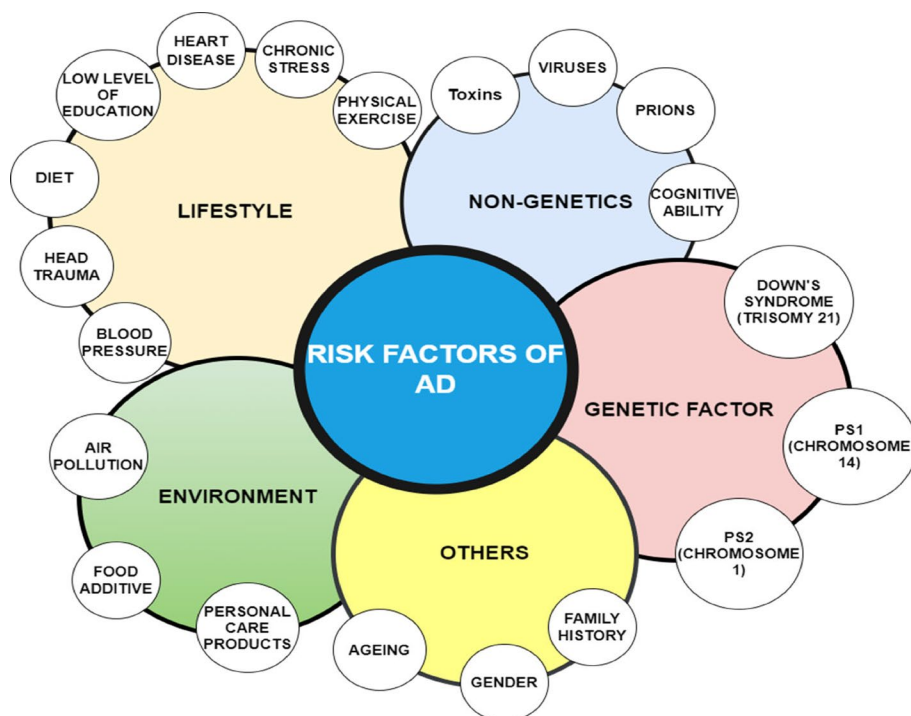 HEART
DISEASE
CHRONIC
STRESS
LOW LEVEL
OF
EDUCATION
PHYSICAL
EXERCISE
DIET
LIFESTYLE
HEAD
TRAUMA
BLOOD
PRESSURE
Toxins
VIRUSES
PRIONS
COGNITIVE
ABILITY
NON-GENETICS
RISK FACTORS OF
AD
DOWN'S
SYNDROME
(TRISOMY 21)
GENETIC FACTOR
PS1
(CHROMOSOME
14)
PS2
(CHROMOSOME
1)
AIR
POLLUTION
ENVIRONMENT
FOOD
ADDITIVE
PERSONAL
CARE
PRODUCTS
OTHERS
AGEING
GENDER
FAMILY
HISTORY